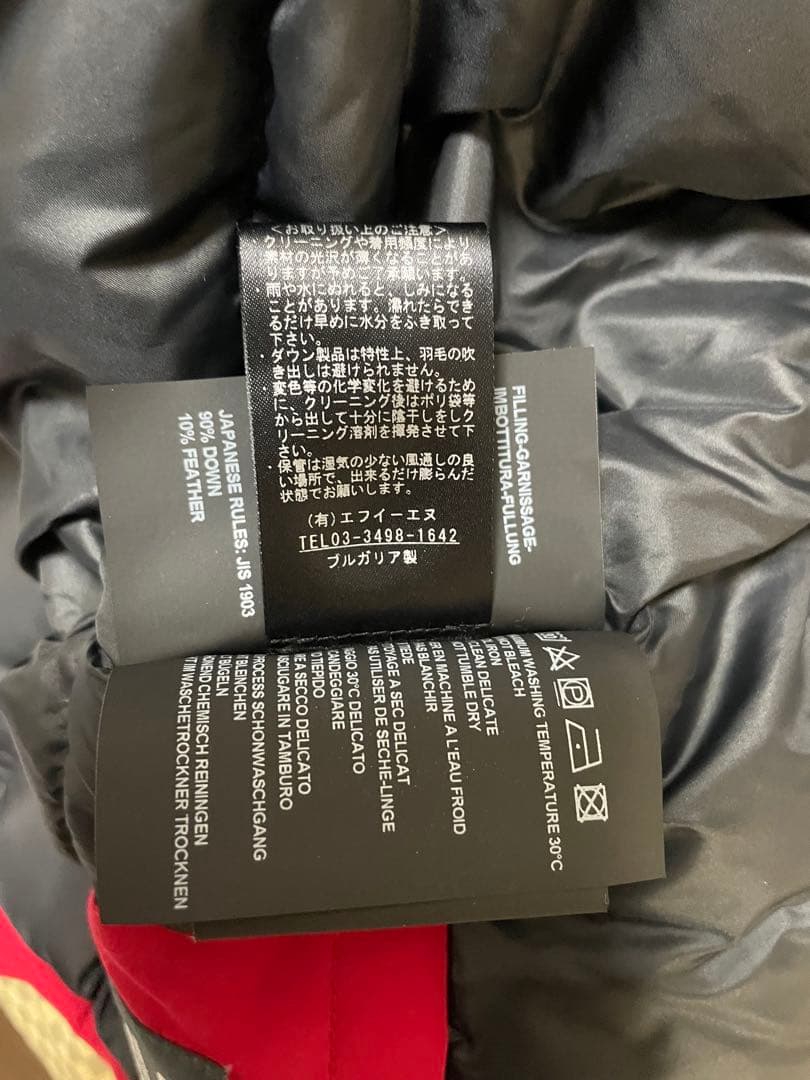 <お取り扱い上のご注意>
・クリーニングや着用頻度により
素材の光沢が薄くなることがあ
りますが予めご了承願います。
・雨や水にぬれると、しみになる
ことがあります。濡れたらでき
るだけ早めに水分をふき取って
下さい。
・ダウン製品は特性上、羽毛の吹
き出しは避けられません。
・変色等の化学変化を避けるため
に、クリーニング後はポリ袋等
から出して十分に陰干しをしク
リーニング溶剤を揮発させて下
さい。
・保管は湿気の少ない風通しの良
い場所で、出来るだけ膨らんだ
状態でお願いします。
(有)エフイーエヌ
TEL03-3498-1642
ブルガリア製
FILLING-GARNISSAGE-
IMBOTTITURA-FULLUNG
JAPANESE RULES: JIS 1903
90% DOWN
10% FEATHER
WASHING TEMPERATURE 30°C
BLEACH
IRON
CLEAN DELICATE
TUMBLE DRY
EN MACHINE A L'EAU FROID
BLANCHIR
TIEDE
A SEC DELICAT
UTILISER DE SECHE-LINGE
30°C DELICATO
CANDEGGIARE
TIEPIDO
A SECCO DELICATO
IN TAMBURO
PROCESS SCHONWASCHGANG
BLEINCHEN
BÜGELN
CHEMISCH REININGEN
IM WASCHETROCKNER TROCKNEN